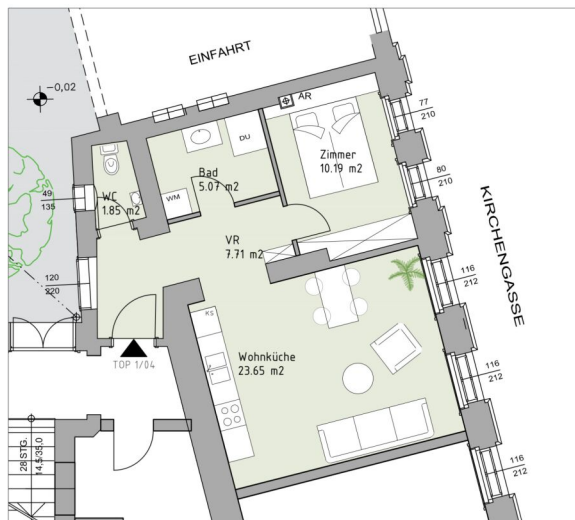 EINFAHRT
-0,02
AR
77
210
DU
Zimmer
10.19 m2
Bad
5.07 m2
80
210
49
135
WC
1.85 m2
WM
KIRCHENGASSE
VR
7.71 m2
120
220
116
212
KS
TOP 1/04
Wohnküche
23.65 m2
116
212
28 STG.
14,5/35,0
116
212